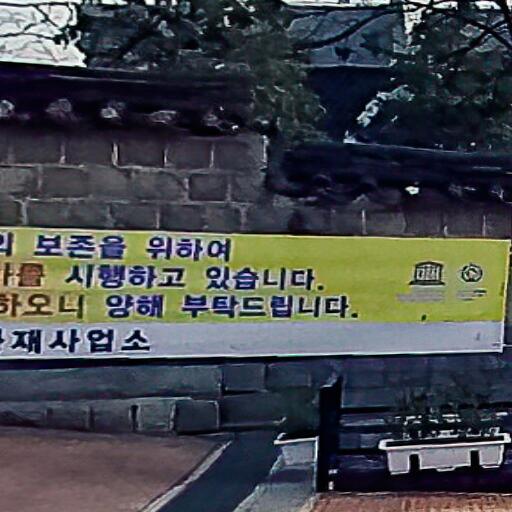 의 보존을 위하여
를 시행하고 있습니다.
하오니 양해 부탁드립니다.
재사업소